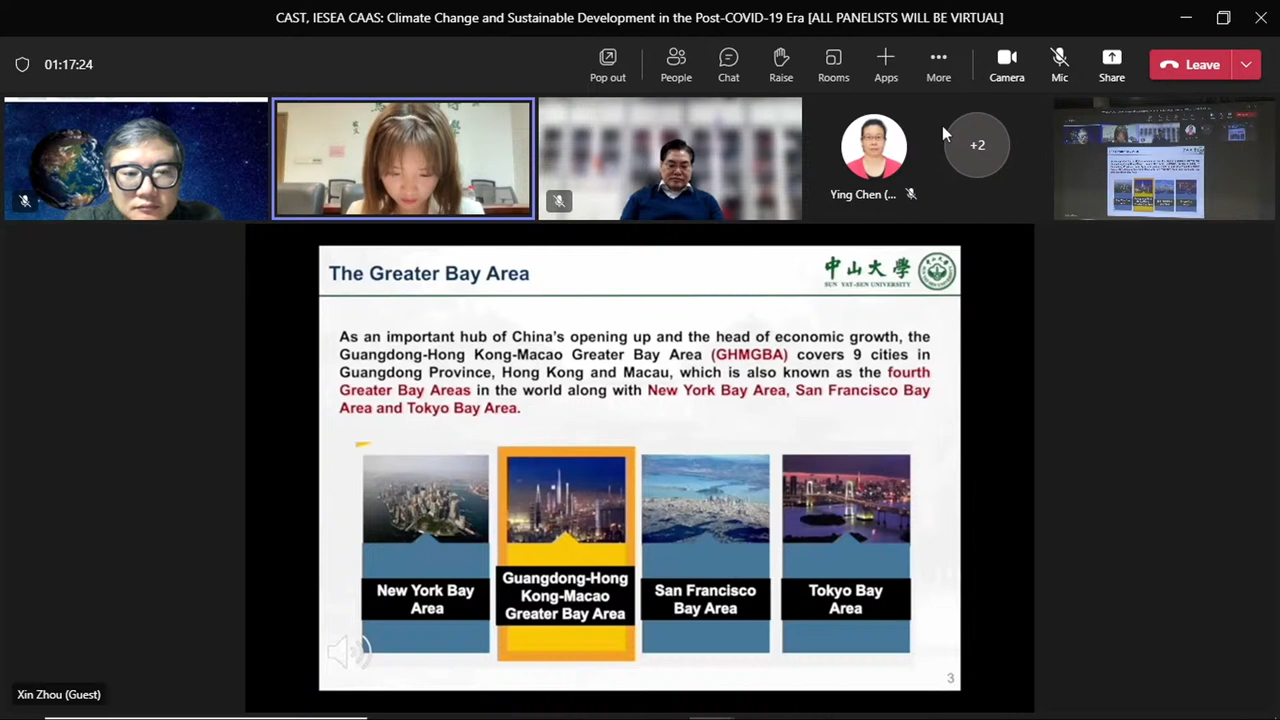 CAST, IESEA CAAS: Climate Change and Sustainable Development in the Post-COVID-19 Era [ALL PANELISTS WILL BE VIRTUAL]
01:17:24
Pop out
People
Chat
Raise
Rooms
Apps
More
Camera
Mic
Share
Leave
Ying Chen (...
+2
The Greater Bay Area
中山大學
SUN YAT-SEN UNIVERSITY
As an important hub of China's opening up and the head of economic growth, the
Guangdong-Hong Kong-Macao Greater Bay Area (GHMGBA) covers 9 cities in
Guangdong Province, Hong Kong and Macau, which is also known as the fourth
Greater Bay Areas in the world along with New York Bay Area, San Francisco Bay
Area and Tokyo Bay Area.
New York Bay
Area
Guangdong-Hong
Kong-Macao
Greater Bay Area
San Francisco
Bay Area
Tokyo Bay
Area
3
Xin Zhou (Guest)